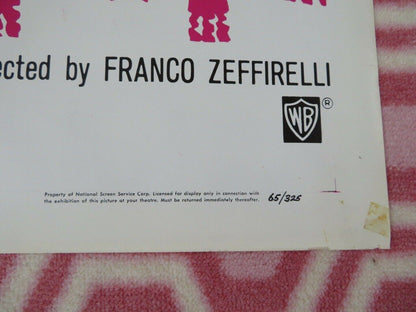 ected by FRANCO ZEFFIRELLI
WB®
Property of National Screen Service Corp. Licensed for display only in connection with
the exhibition of this picture at your theatre. Must be returned immediately thereafter.
65/325